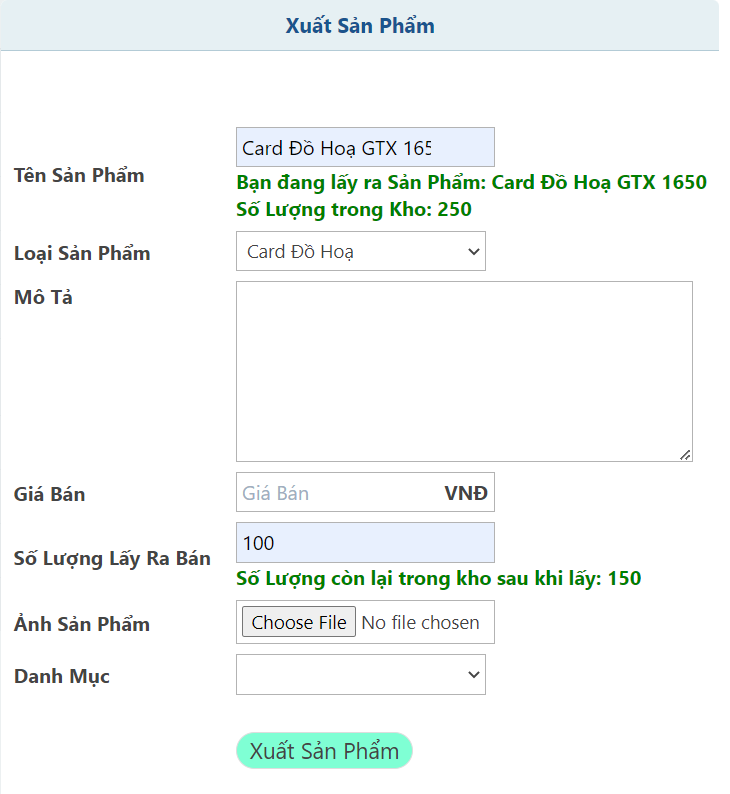 Xuất Sản Phẩm
Tên Sản Phẩm
Card Đồ Hoạ GTX 165
Bạn đang lấy ra Sản Phẩm: Card Đồ Hoạ GTX 1650
Số Lượng trong Kho: 250
Loại Sản Phẩm
Card Đồ Hoạ
Mô Tả
Giá Bán
Giá Bán VNĐ
Số Lượng Lấy Ra Bán
100
Số Lượng còn lại trong kho sau khi lấy: 150
Ảnh Sản Phẩm
Choose File No file chosen
Danh Mục
Xuất Sản Phẩm